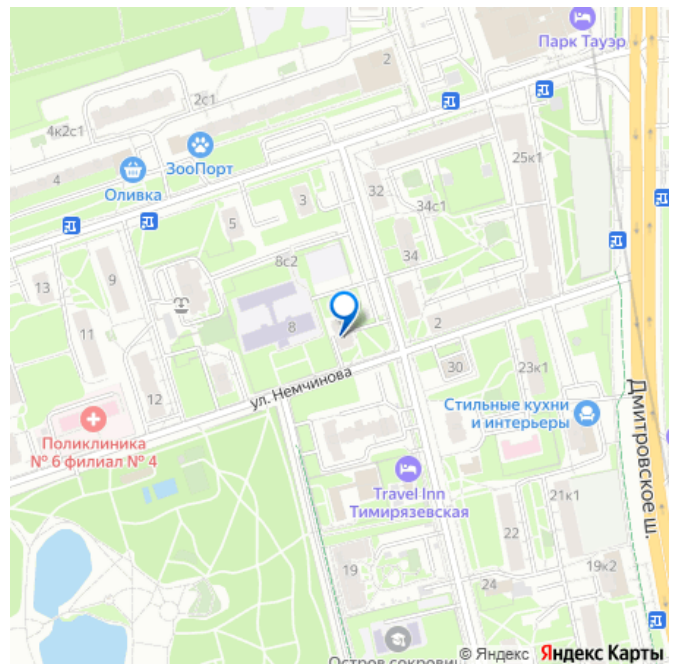 Парк Тауэр
2
2с1
4к2с1
ЗооПорт
4
Оливка
25к1
32
3
34с1
5
8с2
34
13
9
8
2
11
30
23к1
ул. Немчинова
12
Стильные кухни
и интерьеры
Поликлиника
№ 6 филиал № 4
Дмитровское ш.
Travel Inn
Тимирязевская
21к1
22
19
19к2
24
Остров сокровищ
© Яндекс Яндекс Карты